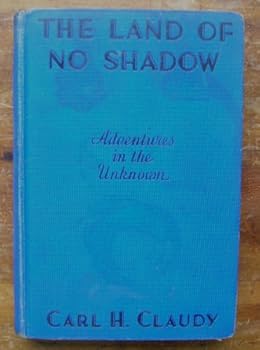 THE LAND OF
NO SHADOW
Adventures
in the
Unknown
CARL H. CLAUDY